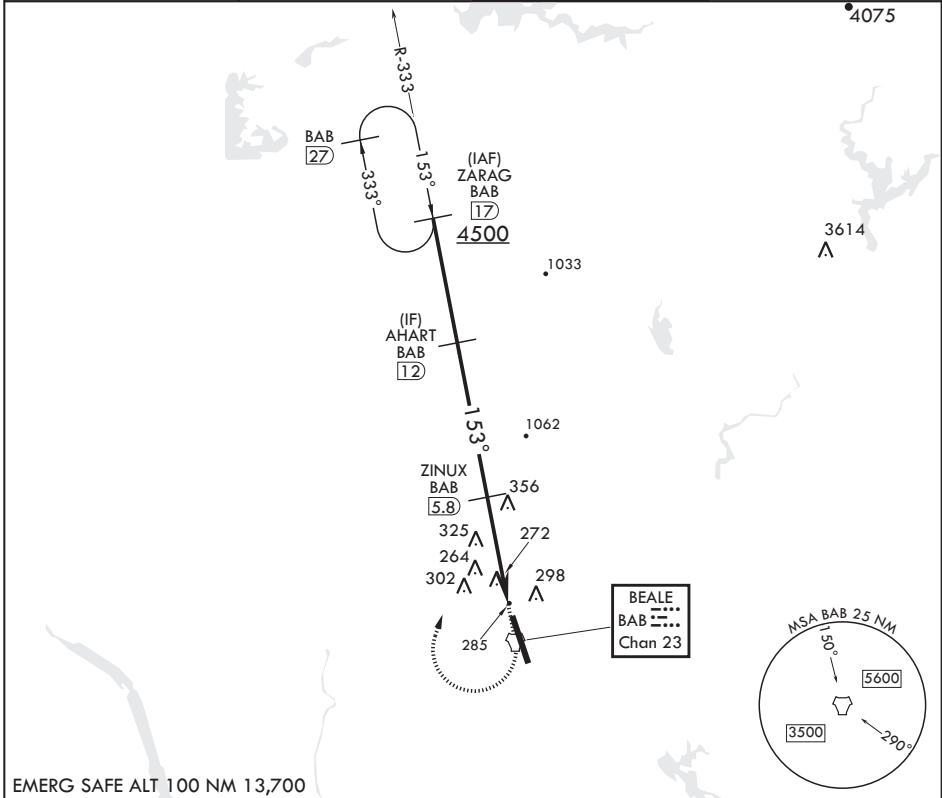 4075
R-333
BAB
27
333°
153°
(IAF)
ZARAG
BAB
17
4500
3614
1033
(IF)
AHART
BAB
12
153°
1062
ZINUX
BAB
5.8
356
325
272
264
302
298
285
BEALE
BAB
Chan 23
MSA BAB 25 NM
150°
5600
3500
290°
EMERG SAFE ALT 100 NM 13,700